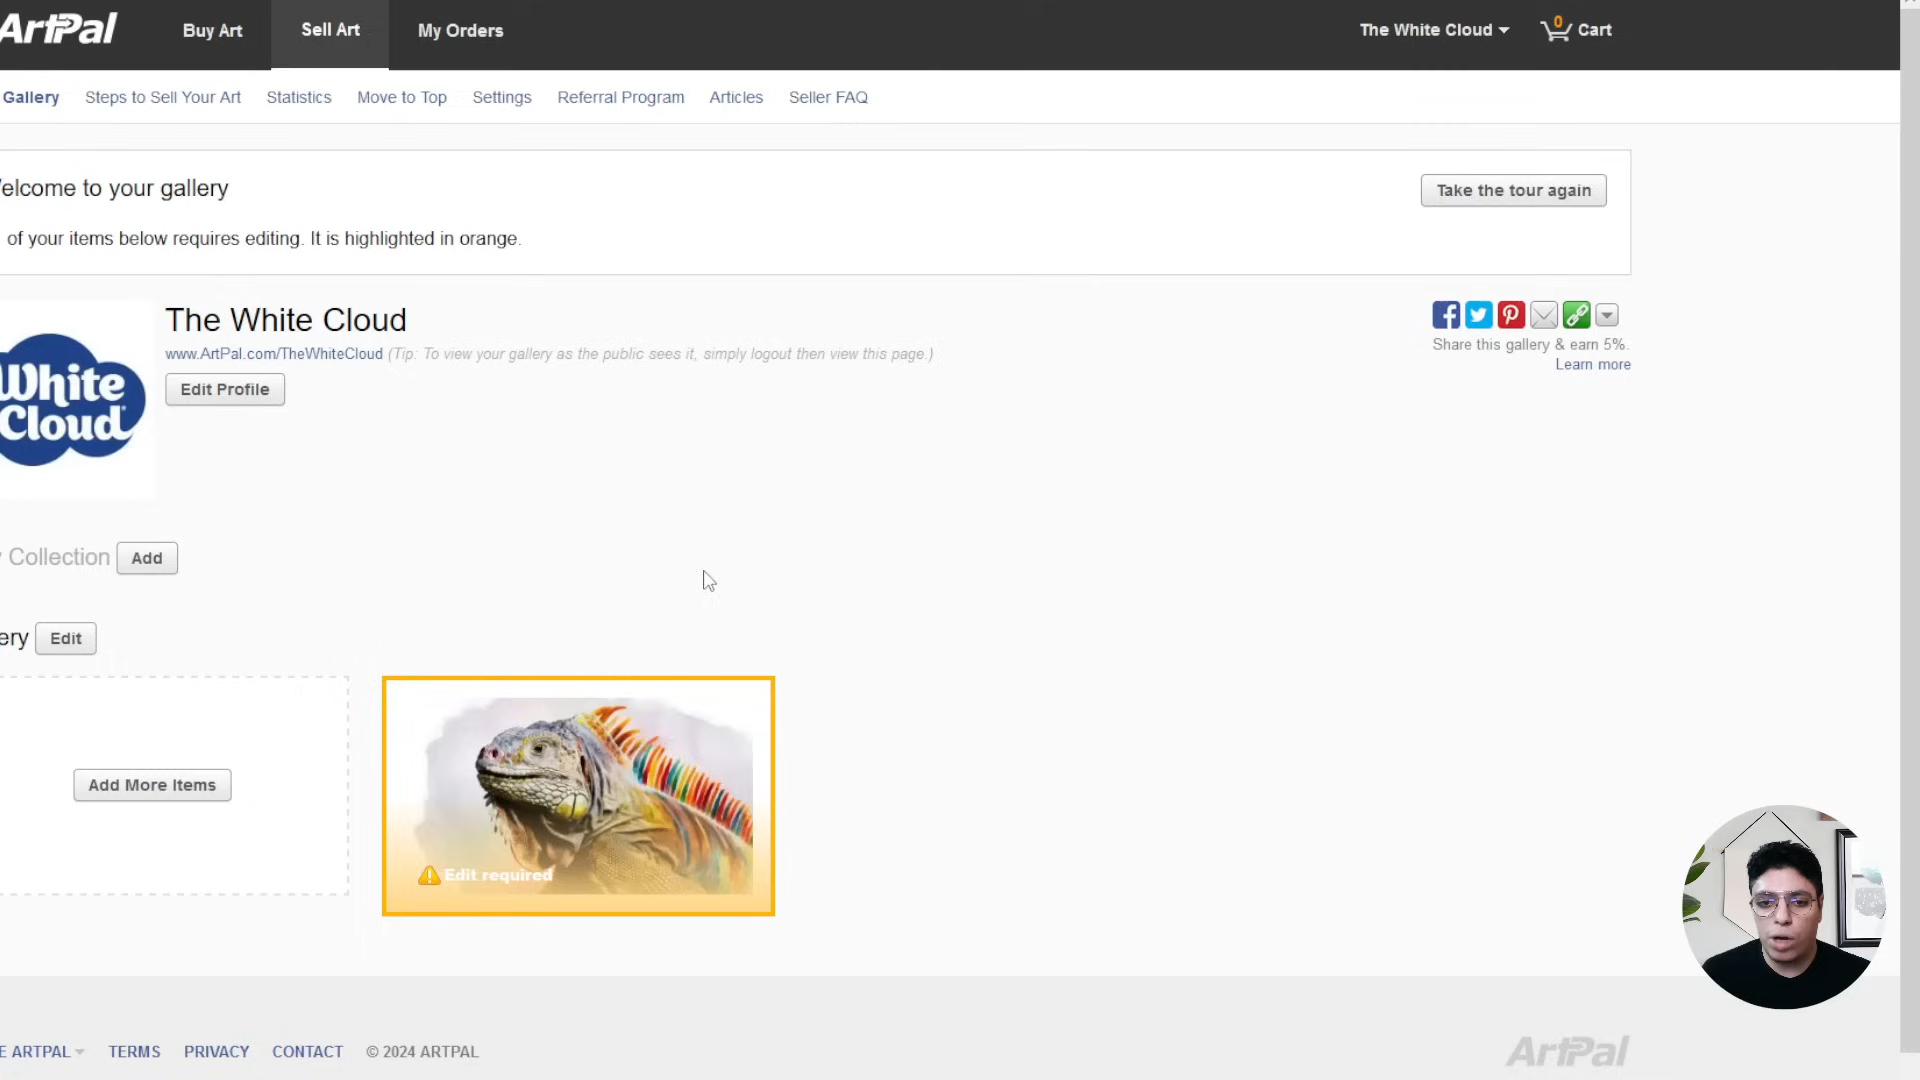 ArtPal Buy Art Sell Art My Orders The White Cloud 0 Cart
Gallery Steps to Sell Your Art Statistics Move to Top Settings Referral Program Articles Seller FAQ
elcome to your gallery
Take the tour again
of your items below requires editing. It is highlighted in orange.
The White Cloud
www.ArtPal.com/TheWhiteCloud (Tip: To view your gallery as the public sees it, simply logout then view this page.)
Share this gallery & earn 5%.
Learn more
Edit Profile
White
Cloud
Collection Add
ery Edit
Add More Items
Edit required
E ARTPAL TERMS PRIVACY CONTACT © 2024 ARTPAL
ArtPal